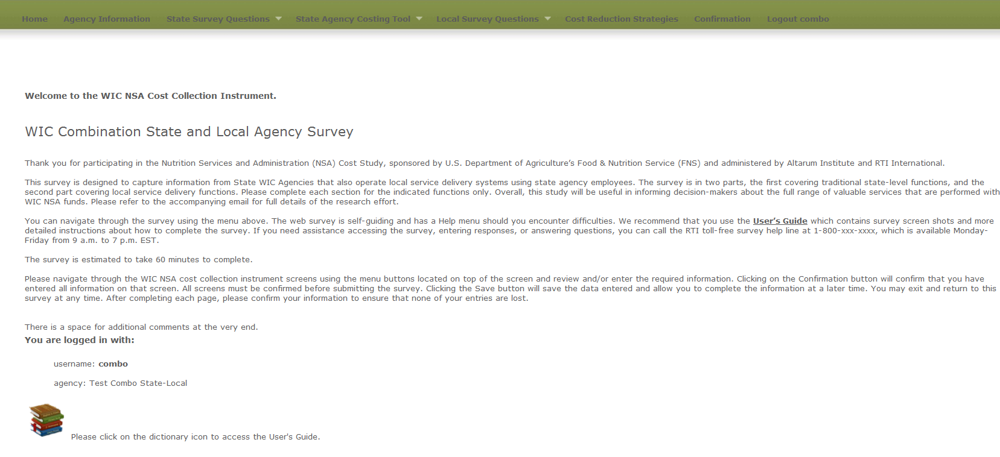 Home Agency Information State Survey Questions State Agency Costing Tool Local Survey Questions Cost Reduction Strategies Confirmation Logout combo
Welcome to the WIC NSA Cost Collection Instrument.
WIC Combination State and Local Agency Survey
Thank you for participating in the Nutrition Services and Administration (NSA) Cost Study, sponsored by U.S. Department of Agriculture’s Food & Nutrition Service (FNS) and administered by Altarum Institute and RTI International.
This survey is designed to capture information from State WIC Agencies that also operate local service delivery systems using state agency employees. The survey is in two parts, the first covering traditional state-level functions, and the
second part covering local service delivery functions. Please complete each section for the indicated functions only. Overall, this study will be useful in informing decision-makers about the full range of valuable services that are performed with
WIC NSA funds. Please refer to the accompanying email for full details of the research effort.
You can navigate through the survey using the menu above. The web survey is self-guiding and has a Help menu should you encounter difficulties. We recommend that you use the User’s Guide which contains survey screen shots and more
detailed instructions about how to complete the survey. If you need assistance accessing the survey, entering responses, or answering questions, you can call the RTI toll-free survey help line at 1-800-xxx-xxxx, which is available Monday-
Friday from 9 a.m. to 7 p.m. EST.
The survey is estimated to take 60 minutes to complete.
Please navigate through the WIC NSA cost collection instrument screens using the menu buttons located on top of the screen and review and/or enter the required information. Clicking on the Confirmation button will confirm that you have
entered all information on that screen. All screens must be confirmed before submitting the survey. Clicking the Save button will save the data entered and allow you to complete the information at a later time. You may exit and return to this
survey at any time. After completing each page, please confirm your information to ensure that none of your entries are lost.
There is a space for additional comments at the very end.
You are logged in with:
username: combo
agency: Test Combo State-Local
Please click on the dictionary icon to access the User's Guide.